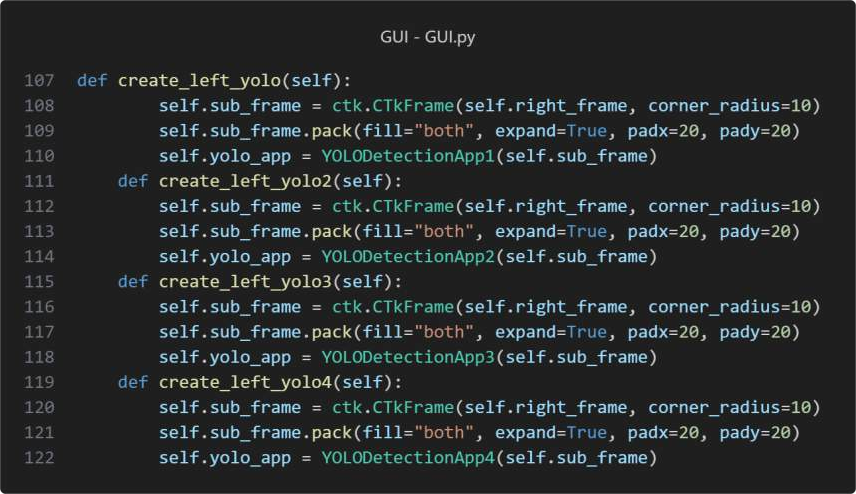 GUI - GUI.py
107 def create_left_yolo(self):
108         self.sub_frame = ctk.CTkFrame(self.right_frame, corner_radius=10)
109         self.sub_frame.pack(fill="both", expand=True, padx=20, pady=20)
110         self.yolo_app = YOLODetectionApp1(self.sub_frame)
111     def create_left_yolo2(self):
112         self.sub_frame = ctk.CTkFrame(self.right_frame, corner_radius=10)
113         self.sub_frame.pack(fill="both", expand=True, padx=20, pady=20)
114         self.yolo_app = YOLODetectionApp2(self.sub_frame)
115     def create_left_yolo3(self):
116         self.sub_frame = ctk.CTkFrame(self.right_frame, corner_radius=10)
117         self.sub_frame.pack(fill="both", expand=True, padx=20, pady=20)
118         self.yolo_app = YOLODetectionApp3(self.sub_frame)
119     def create_left_yolo4(self):
120         self.sub_frame = ctk.CTkFrame(self.right_frame, corner_radius=10)
121         self.sub_frame.pack(fill="both", expand=True, padx=20, pady=20)
122         self.yolo_app = YOLODetectionApp4(self.sub_frame)